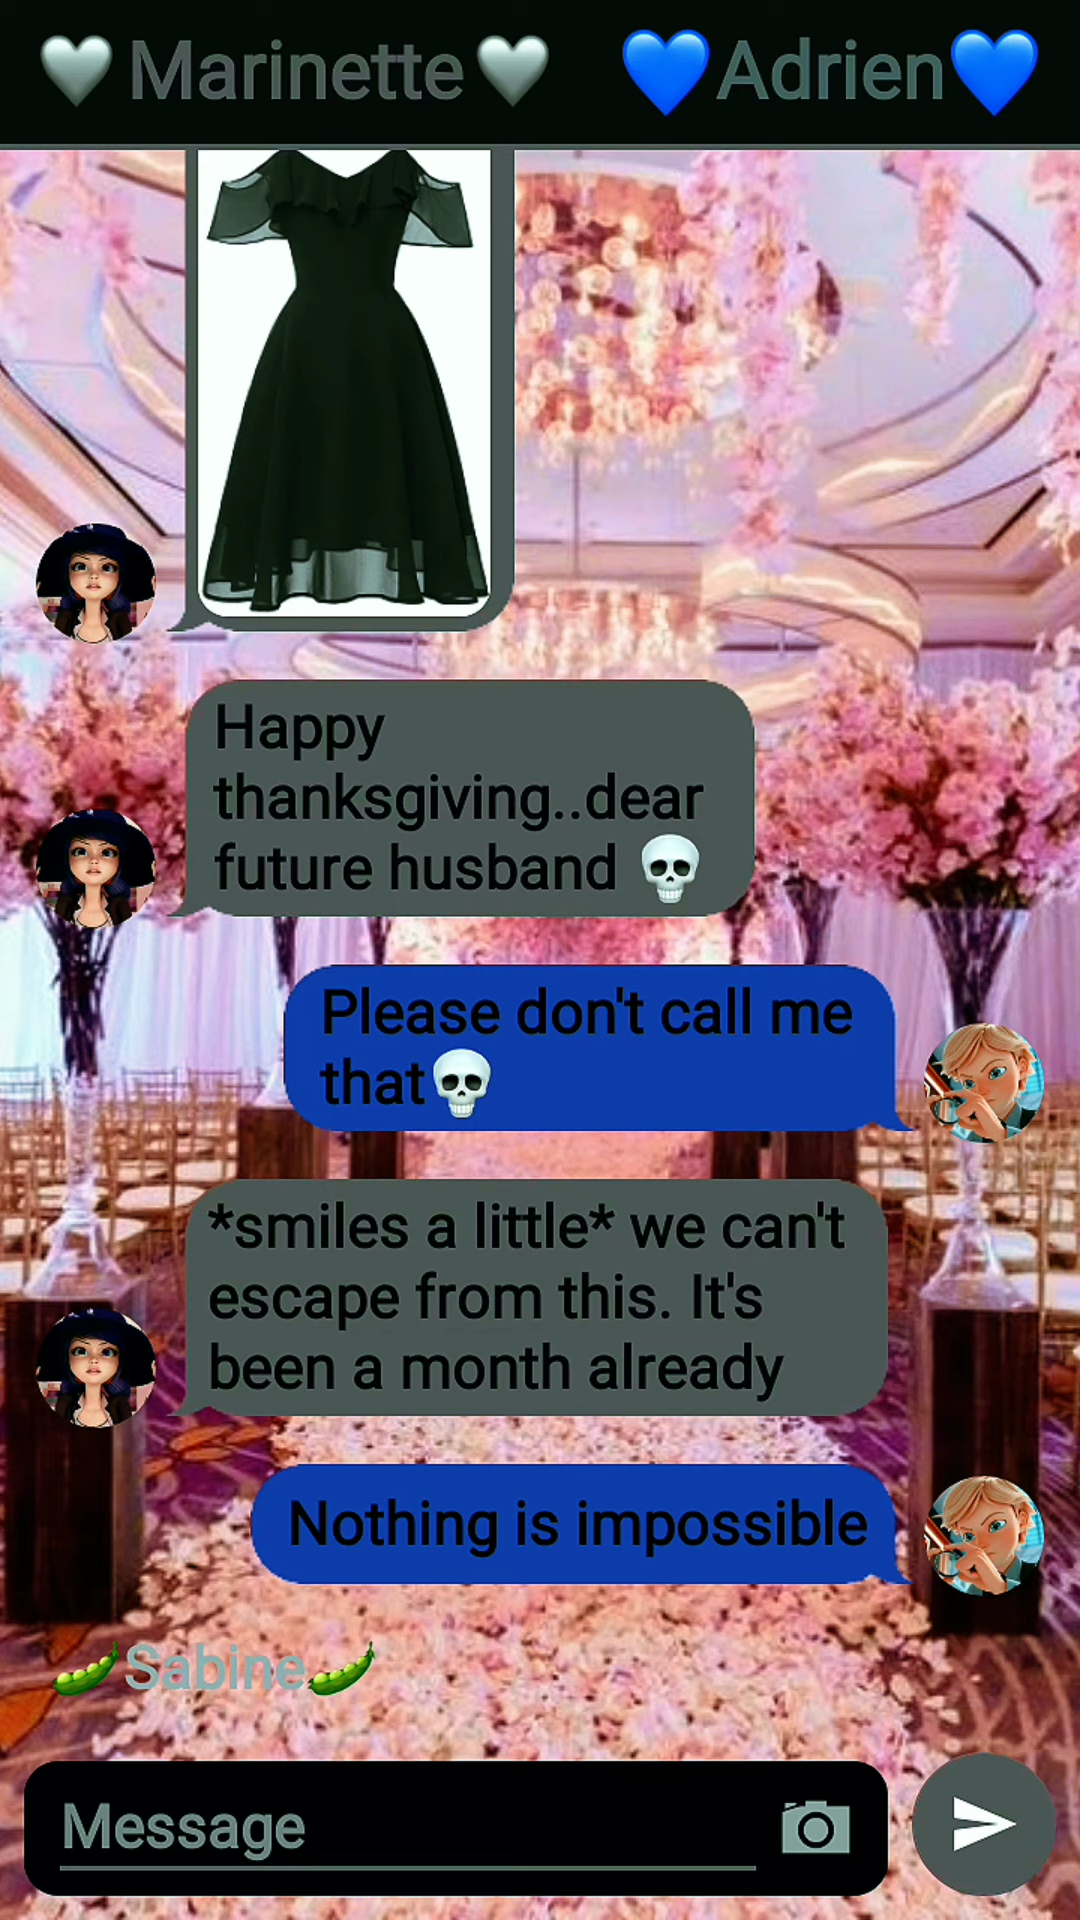 🩶Marinette🩶 💙Adrien💙
Happy
thanksgiving..dear
future husband 💀
Please don't call me
that💀
*smiles a little* we can't
escape from this. It's
been a month already
Nothing is impossible
🫛Sabine🫛
Message